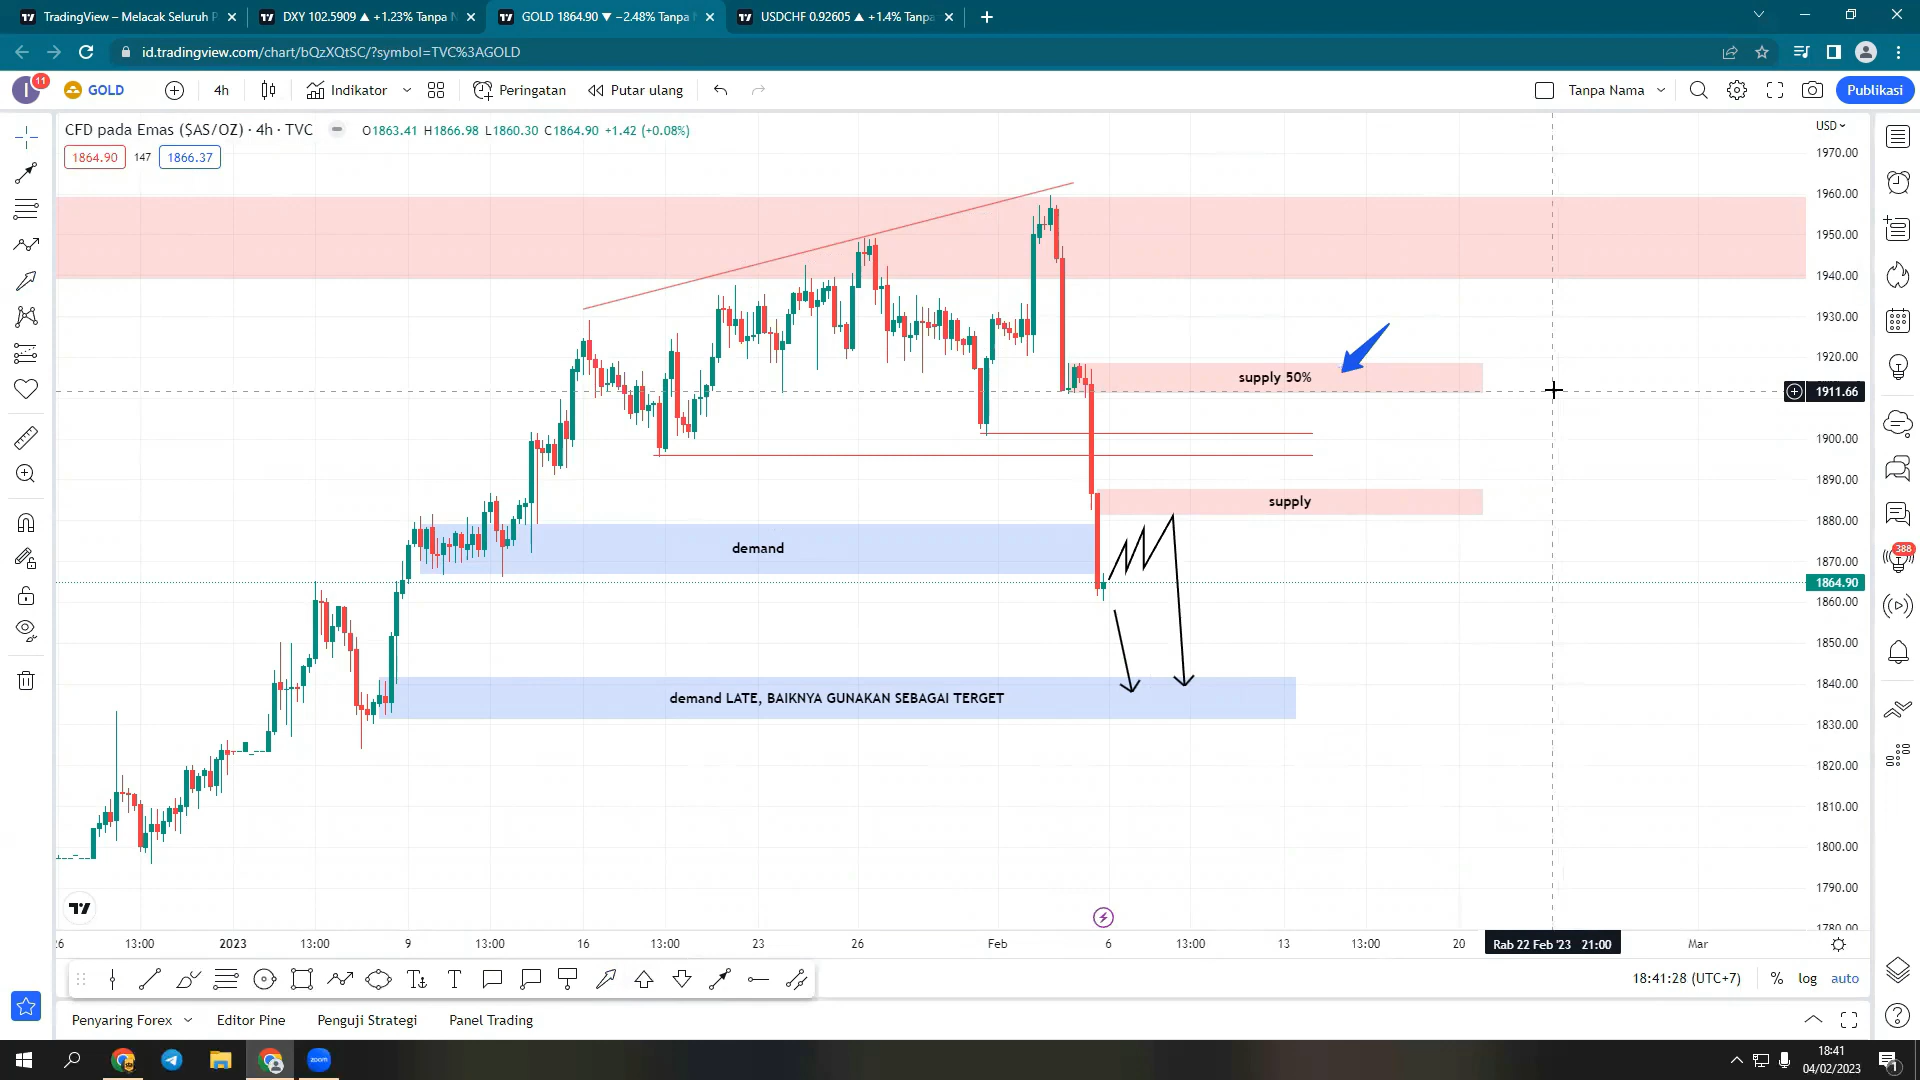 TradingView – Melacak Seluruh P
DXY 102.5909 ▲ +1.23% Tanpa N
GOLD 1864.90 ▼ −2.48% Tanpa
USDCHF 0.92605 ▲ +1.4% Tanpa
id.tradingview.com/chart/bQzXQtSC/?symbol=TVC%3AGOLD
I
11
GOLD
4h
Indikator
Peringatan
Putar ulang
Tanpa Nama
Publikasi
CFD pada Emas ($AS/OZ) · 4h · TVC
O1863.41 H1866.98 L1860.30 C1864.90 +1.42 (+0.08%)
1864.90
147
1866.37
USD
1970.00
1960.00
1950.00
1940.00
1930.00
1920.00
1911.66
1900.00
1890.00
1880.00
1870.00
1864.90
1860.00
1850.00
1840.00
1830.00
1820.00
1810.00
1800.00
1790.00
1780.00
supply 50%
supply
demand
demand LATE, BAIKNYA GUNAKAN SEBAGAI TERGET
388
26
13:00
2023
13:00
9
13:00
16
13:00
23
26
Feb
6
13:00
13
13:00
20
Rab 22 Feb '23 21:00
Mar
18:41:28 (UTC+7)
%
log
auto
Penyaring Forex
Editor Pine
Penguji Strategi
Panel Trading
zoom
18:41
04/02/2023
1